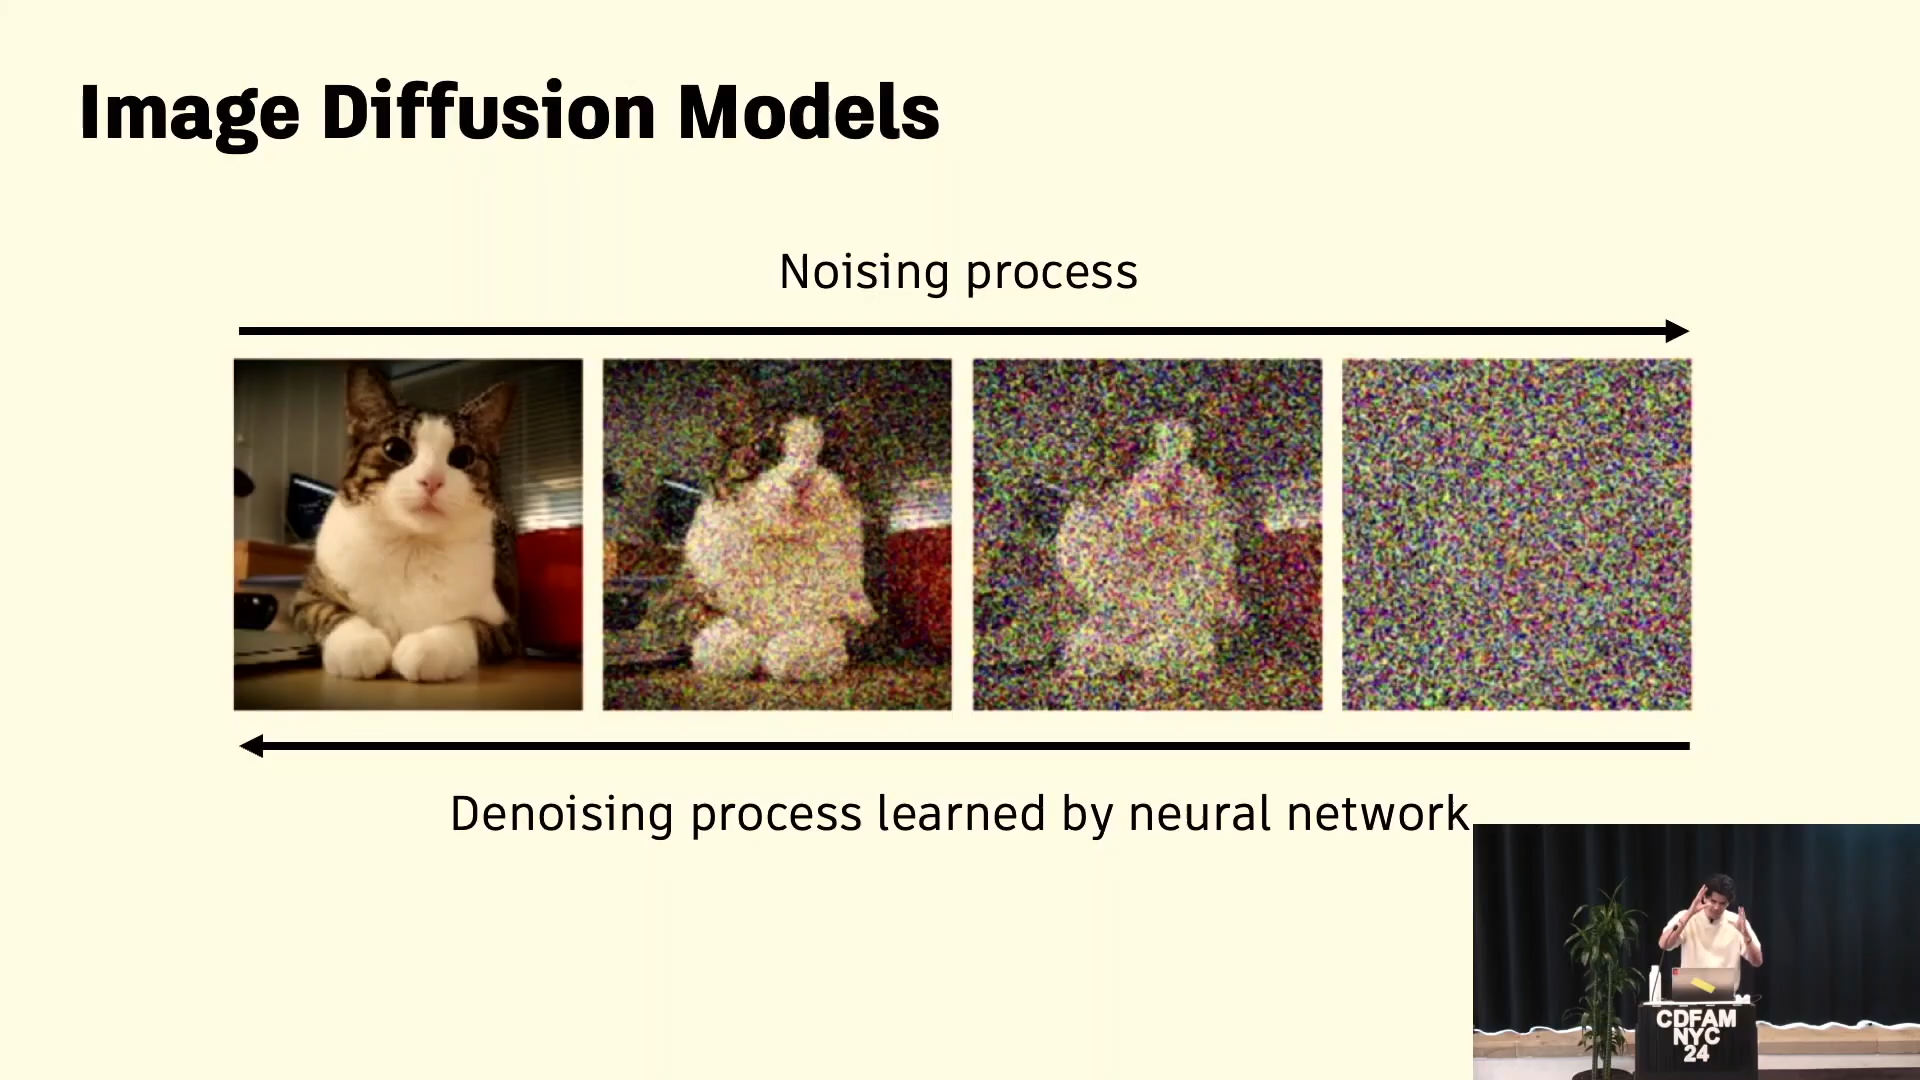 Image Diffusion Models
Noising process
Denoising process learned by neural network
CDFAM
NYC
24